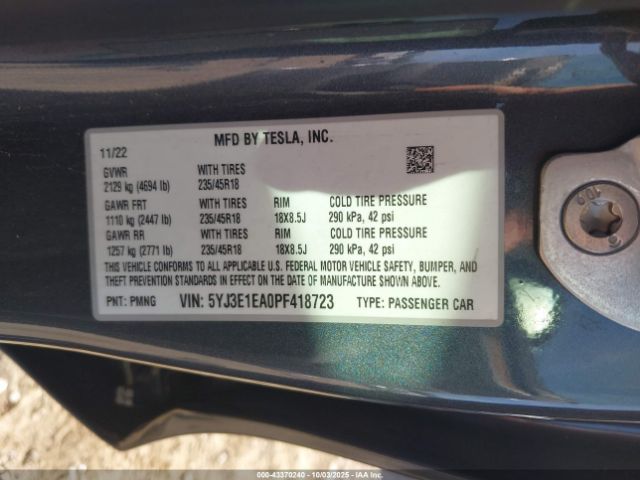 MFD BY TESLA, INC.
11/22
GVWR WITH TIRES
2129 kg (4694 lb) 235/45R18
GAWR FRT WITH TIRES RIM COLD TIRE PRESSURE
1110 kg (2447 lb) 235/45R18 18X8.5J 290 kPa, 42 psi
GAWR RR WITH TIRES RIM COLD TIRE PRESSURE
1257 kg (2771 lb) 235/45R18 18X8.5J 290 kPa, 42 psi
THIS VEHICLE CONFORMS TO ALL APPLICABLE U.S. FEDERAL MOTOR VEHICLE SAFETY, BUMPER, AND
THEFT PREVENTION STANDARDS IN EFFECT ON THE DATE OF MANUFACTURE SHOWN ABOVE.
PNT: PMNG VIN: 5YJ3E1EA0PF418723 TYPE: PASSENGER CAR
000-43370240 - 10/03/2025 - IAAI.COM